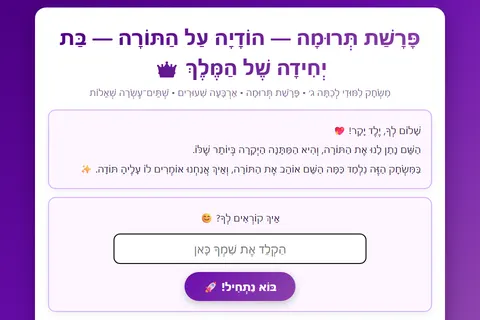 פָּרָשַׁת תְּרוּמָה — הוֹדָיָה עַל הַתּוֹרָה — בַּת
יְחִידָה שֶׁל הַמֶּלֶךְ 👑
מִשְׂחָק לִמּוּדִי לְכִתָּה ג׳ • פָּרָשַׁת תְּרוּמָה • אַרְבָּעָה שִׁעוּרִים • שְׁתֵּים־עֶשְׂרֵה שְׁאֵלוֹת
שָׁלוֹם לְךָ, יֶלֶד יָקָר! 💖
הַשֵּׁם נָתַן לָנוּ אֶת הַתּוֹרָה, וְהִיא הַמַּתָּנָה הַיְקָרָה בְּיוֹתֵר שֶׁלּוֹ.
בַּמִּשְׂחָק הַזֶּה נִלְמַד כַּמָּה הַשֵּׁם אוֹהֵב אֶת הַתּוֹרָה, וְאֵיךְ אֲנַחְנוּ אוֹמְרִים לוֹ עָלֶיהָ תּוֹדָה. ✨
אֵיךְ קוֹרְאִים לְךָ? 😊
הַקְלֵד אֶת שִׁמְךָ כָּאן
בּוֹא נַתְחִיל! 🚀